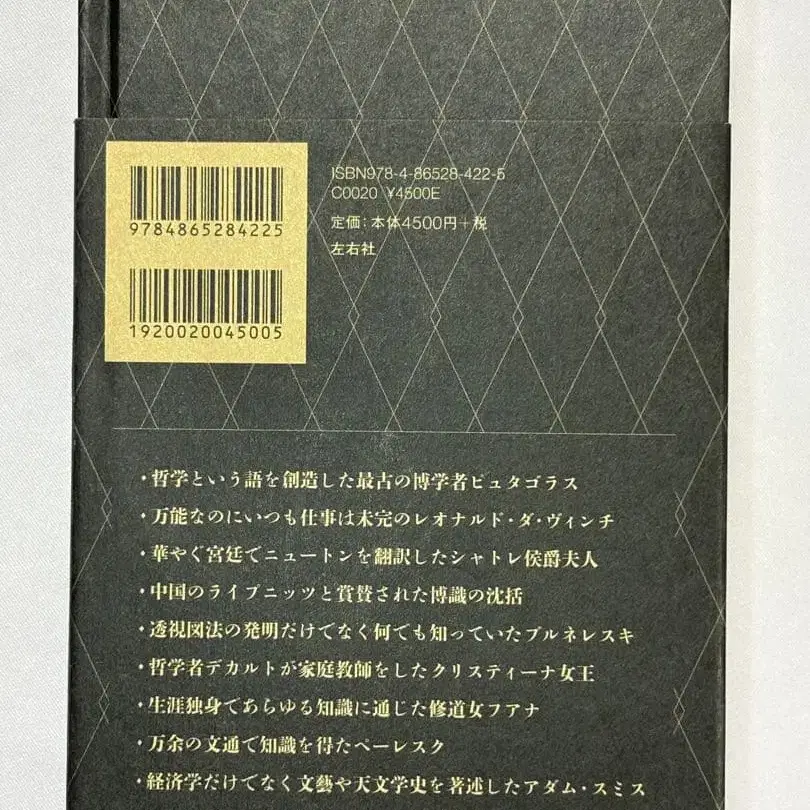 9784865284225
1920020045005
ISBN978-4-86528-422-5
C0020 ¥4500E
定価：本体4500円＋税
左右社
・哲学という語を創造した最古の博学者ピュタゴラス
・万能なのにいつも仕事は未完のレオナルド・ダ・ヴィンチ
・華やぐ宮廷でニュートンを翻訳したシャトレ侯爵夫人
・中国のライプニッツと賞賛された博識の沈括
・透視図法の発明だけでなく何でも知っていたブルネレスキ
・哲学者デカルトが家庭教師をしたクリスティーナ女王
・生涯独身であらゆる知識に通じた修道女フアナ
・万余の文通で知識を得たペーレスク
・経済学だけでなく文藝や天文学史を著述したアダム・スミス